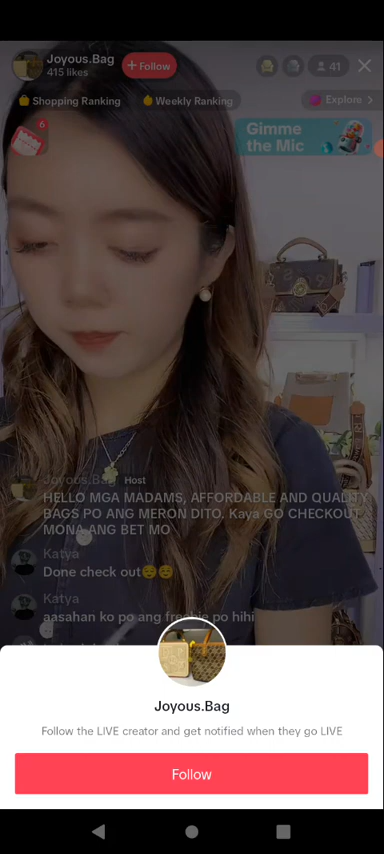 Joyous.Bag
415 likes
+ Follow
41
Shopping Ranking
Weekly Ranking
Explore >
6
Gimme
the Mic
Joyous.Bag Host
HELLO MGA MADAMS, AFFORDABLE AND QUALITY
BAGS PO ANG MERON DITO. Kaya GO CHECKOUT
MONA ANG BET MO
Katya
Done check out😌☺️
Katya
aasahan ko po ang freebie po hihi
Joyous.Bag
Follow the LIVE creator and get notified when they go LIVE
Follow